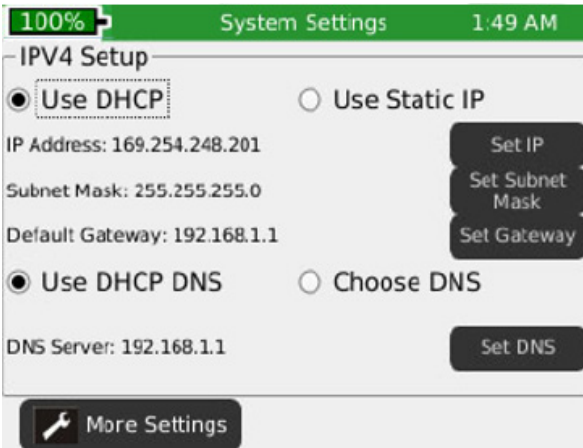 100% System Settings 1:49 AM
IPV4 Setup
Use DHCP Use Static IP
IP Address: 169.254.248.201 Set IP
Subnet Mask: 255.255.255.0 Set Subnet
Mask
Default Gateway: 192.168.1.1 Set Gateway
Use DHCP DNS Choose DNS
DNS Server: 192.168.1.1 Set DNS
More Settings